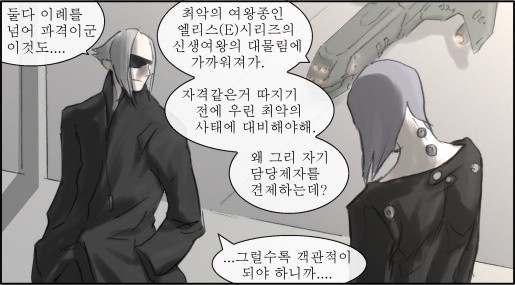 둘다 이례를
넘어 파격이군
이것도....
최악의 여왕종인
엘리스(E)시리즈의
신생여왕의 대물림에
가까워져가.
자격같은거 따지기
전에 우린 최악의
사태에 대비해야해.
왜 그리 자기
담당제자를
견제하는데?
...그럴수록 객관적이
되야 하니까....